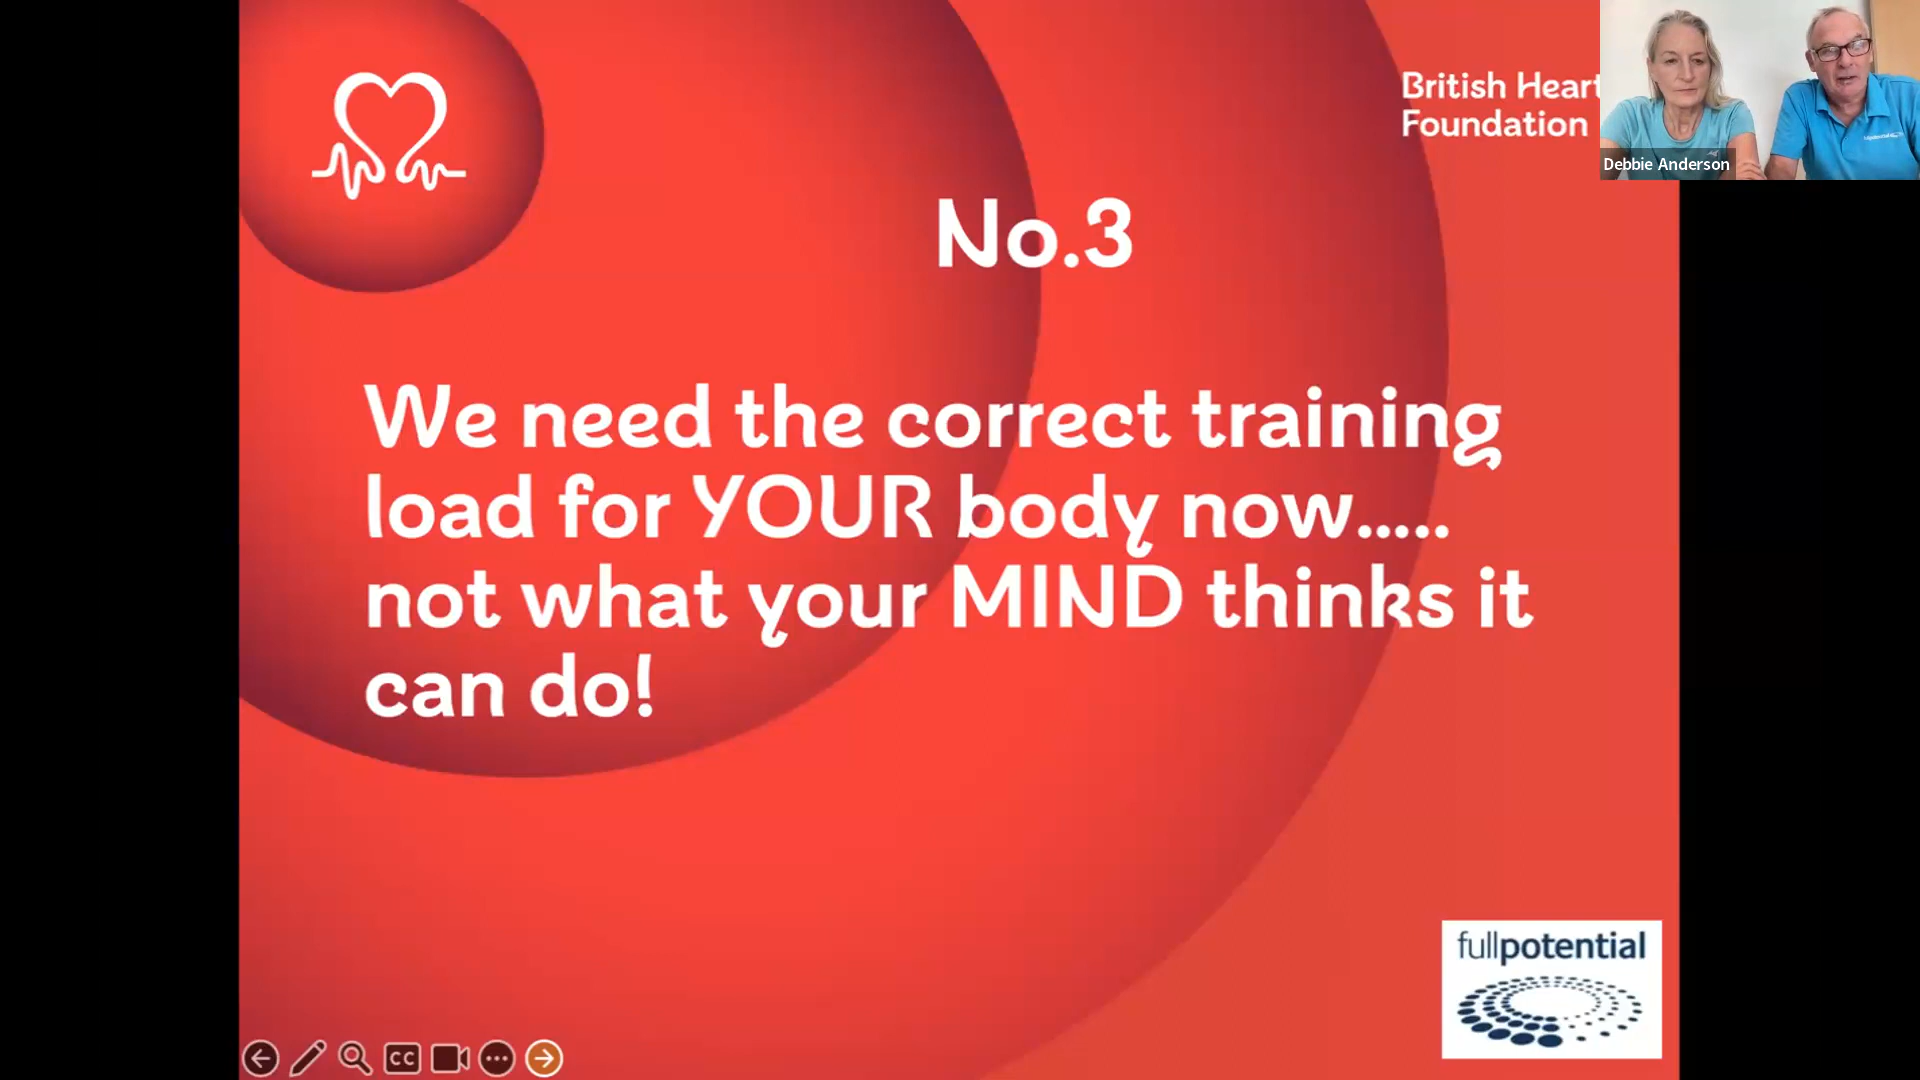 British Heart
Foundation
Debbie Anderson
No.3
We need the correct training
load for YOUR body now.....
not what your MIND thinks it
can do!
fullpotential
CC